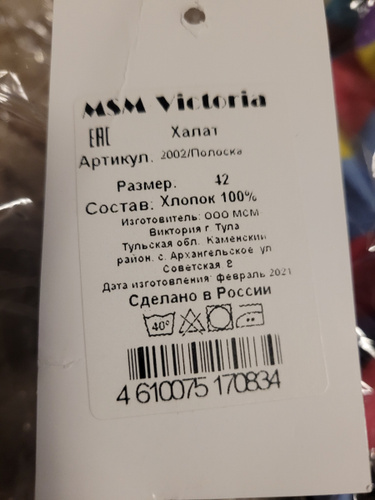 MSM Victoria
EAC Халат
Артикул. 2002/Полоска
Размер. 42
Состав: Хлопок 100%
Изготовитель: ООО МСМ-
Виктория г Тула
Тульская обл. Каменский
район. с. Архангельское ул
Советская. 8
Дата изготовления: февраль 2021
Сделано в России
40°
4 610075 170834